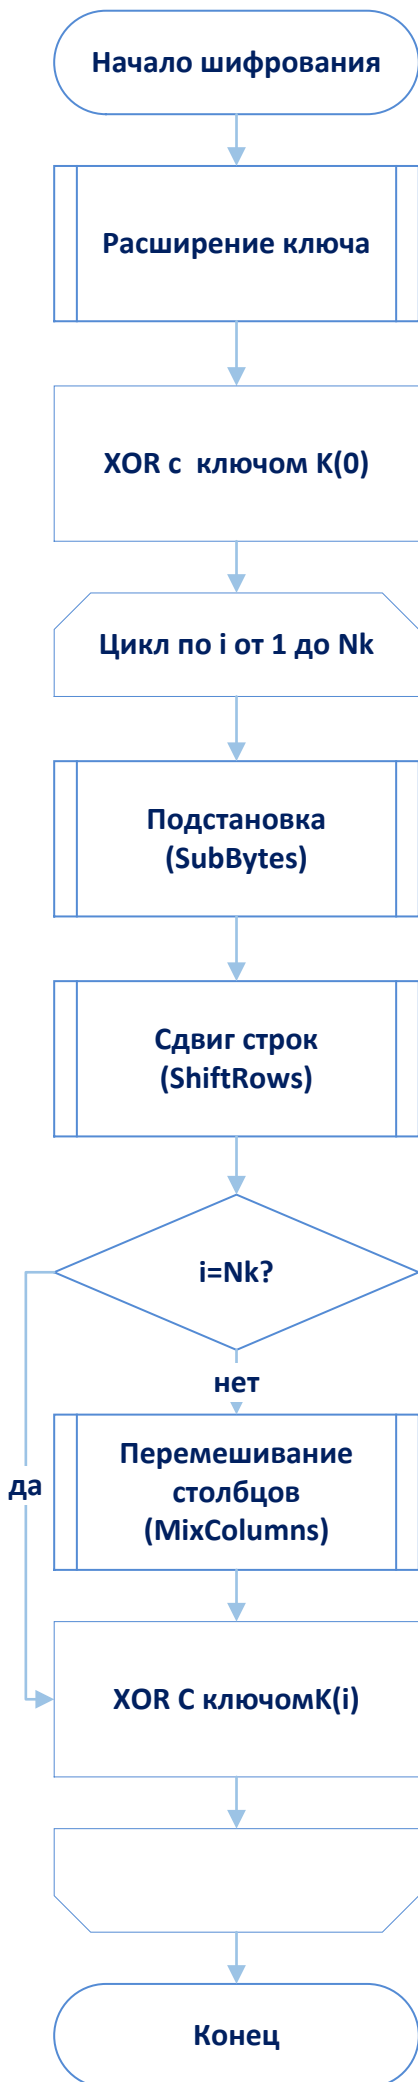 Начало шифрования
Расширение ключа
XOR с ключом K(0)
Цикл по i от 1 до Nk
Подстановка
(SubBytes)
Сдвиг строк
(ShiftRows)
i=Nk?
нет
Перемешивание
столбцов
(MixColumns)
да
XOR С ключомK(i)
Конец